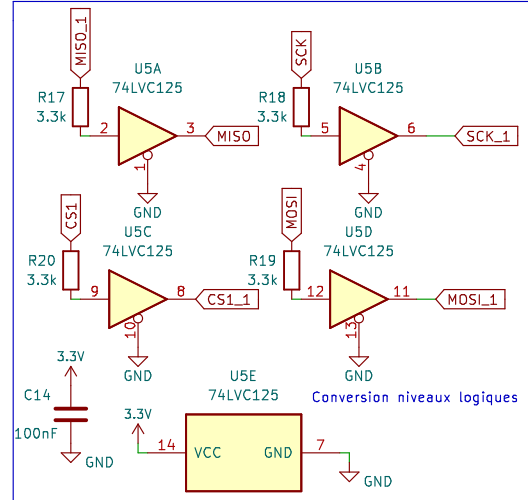 MISO_1
R17
3.3k
U5A
74LVC125
2
3
MISO
1
GND
SCK
R18
3.3k
U5B
74LVC125
5
6
SCK_1
4
GND
CS1
R20
3.3k
U5C
74LVC125
9
8
CS1_1
10
GND
MOSI
R19
3.3k
U5D
74LVC125
12
11
MOSI_1
13
GND
3.3V
C14
100nF
GND
U5E
74LVC125
3.3V
14
VCC
GND
7
GND
Conversion niveaux logiques